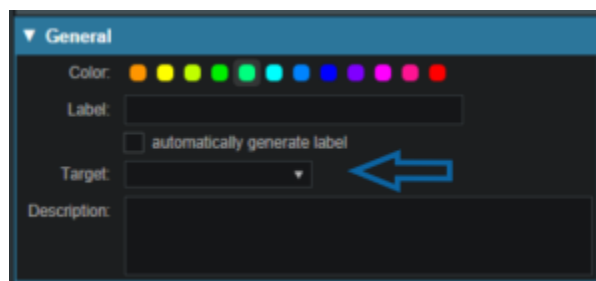 General
Color:
Label:
automatically generate label
Target:
Description: